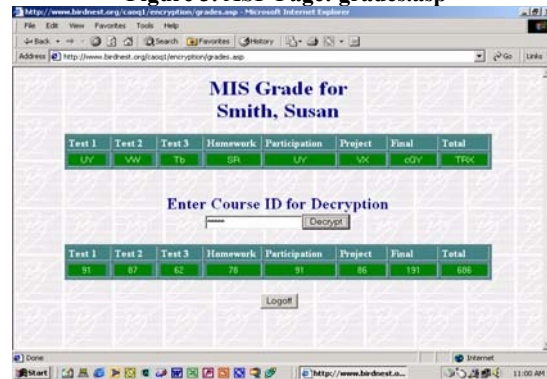 Figure 3. ASP Page: grades.asp
http://www.birdnest.org/caoq1/encryption/grades.asp - Microsoft Internet Explorer
File Edit View Favorites Tools Help
Back Search Favorites History
Address http://www.birdnest.org/caoq1/encryption/grades.asp Go Links
MIS Grade for
Smith, Susan
Test 1 Test 2 Test 3 Homework Participation Project Final Total
UY VW Tb SR UY VX cGY TRX
Enter Course ID for Decryption
Decrypt
Test 1 Test 2 Test 3 Homework Participation Project Final Total
91 87 62 78 91 86 191 686
Logoff
Done Internet
Start http://www.birdnest.o... 11:00 AM